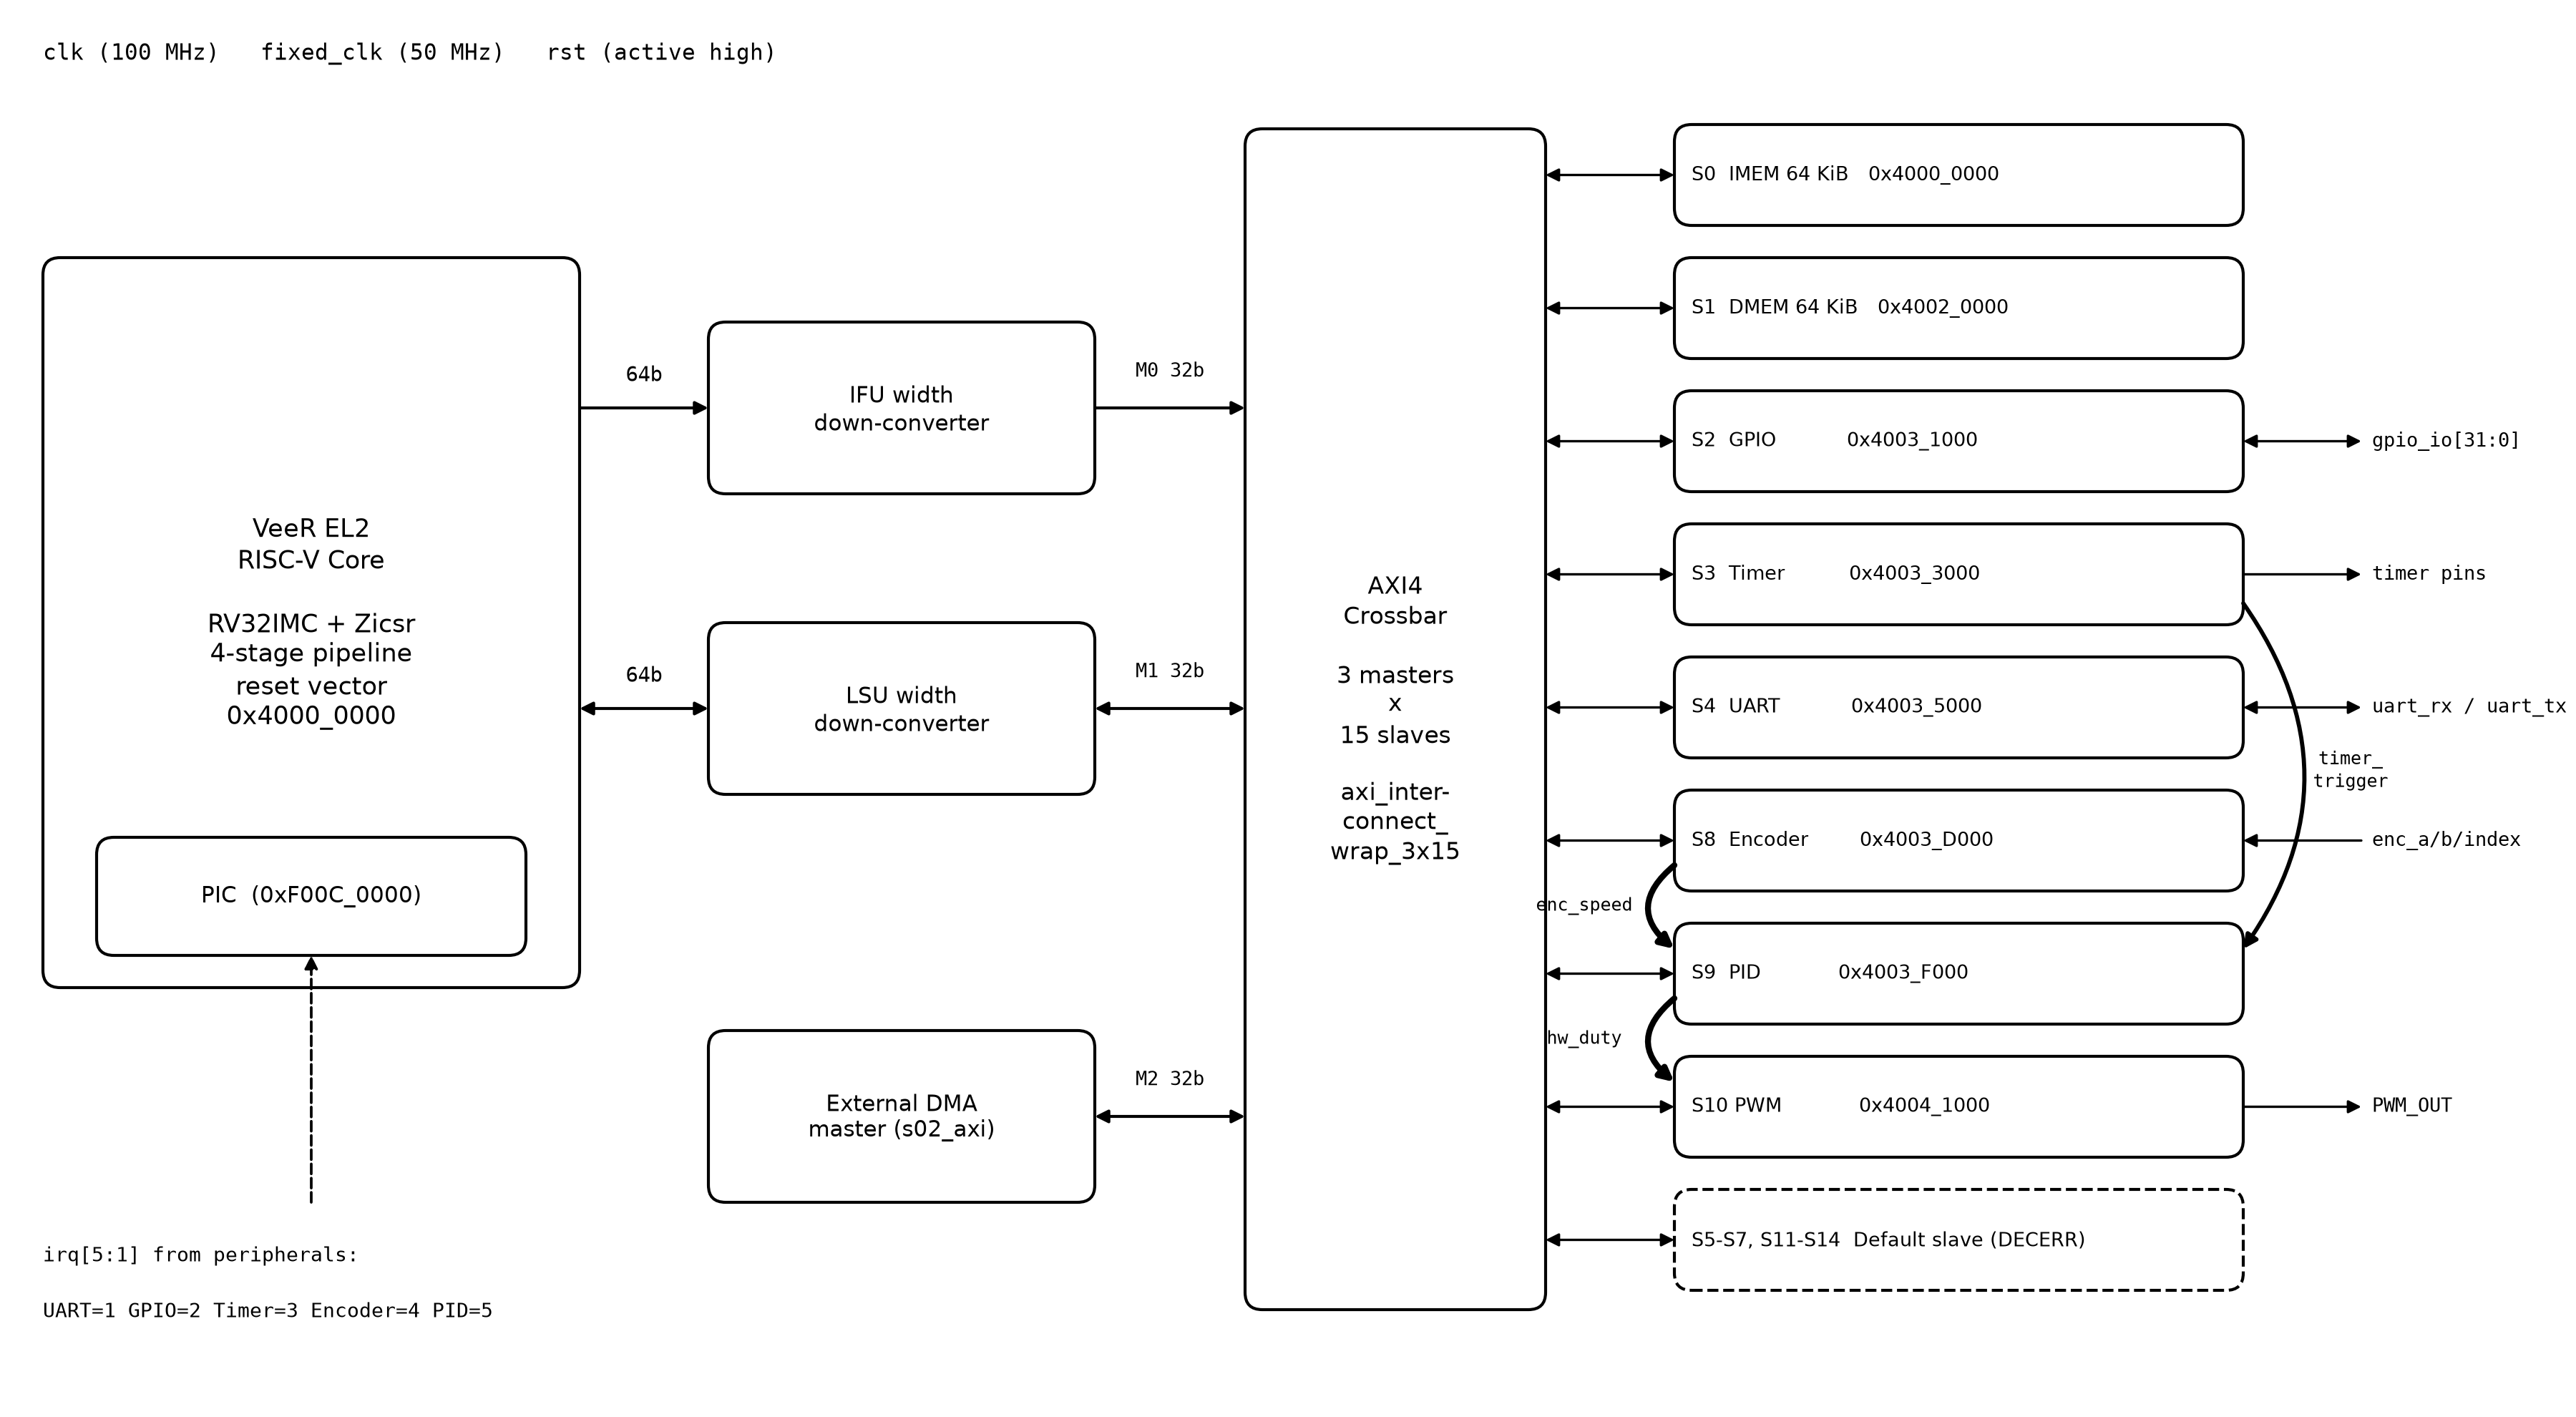 clk (100 MHz)   fixed_clk (50 MHz)   rst (active high)
VeeR EL2
RISC-V Core
RV32IMC + Zicsr
4-stage pipeline
reset vector
0x4000_0000
PIC  (0xF00C_0000)
irq[5:1] from peripherals:
UART=1 GPIO=2 Timer=3 Encoder=4 PID=5
64b
IFU width
down-converter
M0 32b
64b
LSU width
down-converter
M1 32b
External DMA
master (s02_axi)
M2 32b
AXI4
Crossbar
3 masters
x
15 slaves
axi_inter-
connect_
wrap_3x15
S0  IMEM 64 KiB   0x4000_0000
S1  DMEM 64 KiB   0x4002_0000
S2  GPIO   0x4003_1000
gpio_io[31:0]
S3  Timer   0x4003_3000
timer pins
S4  UART   0x4003_5000
uart_rx / uart_tx
timer_
trigger
S8  Encoder   0x4003_D000
enc_a/b/index
enc_speed
S9  PID   0x4003_F000
hw_duty
S10 PWM   0x4004_1000
PWM_OUT
S5-S7, S11-S14  Default slave (DECERR)